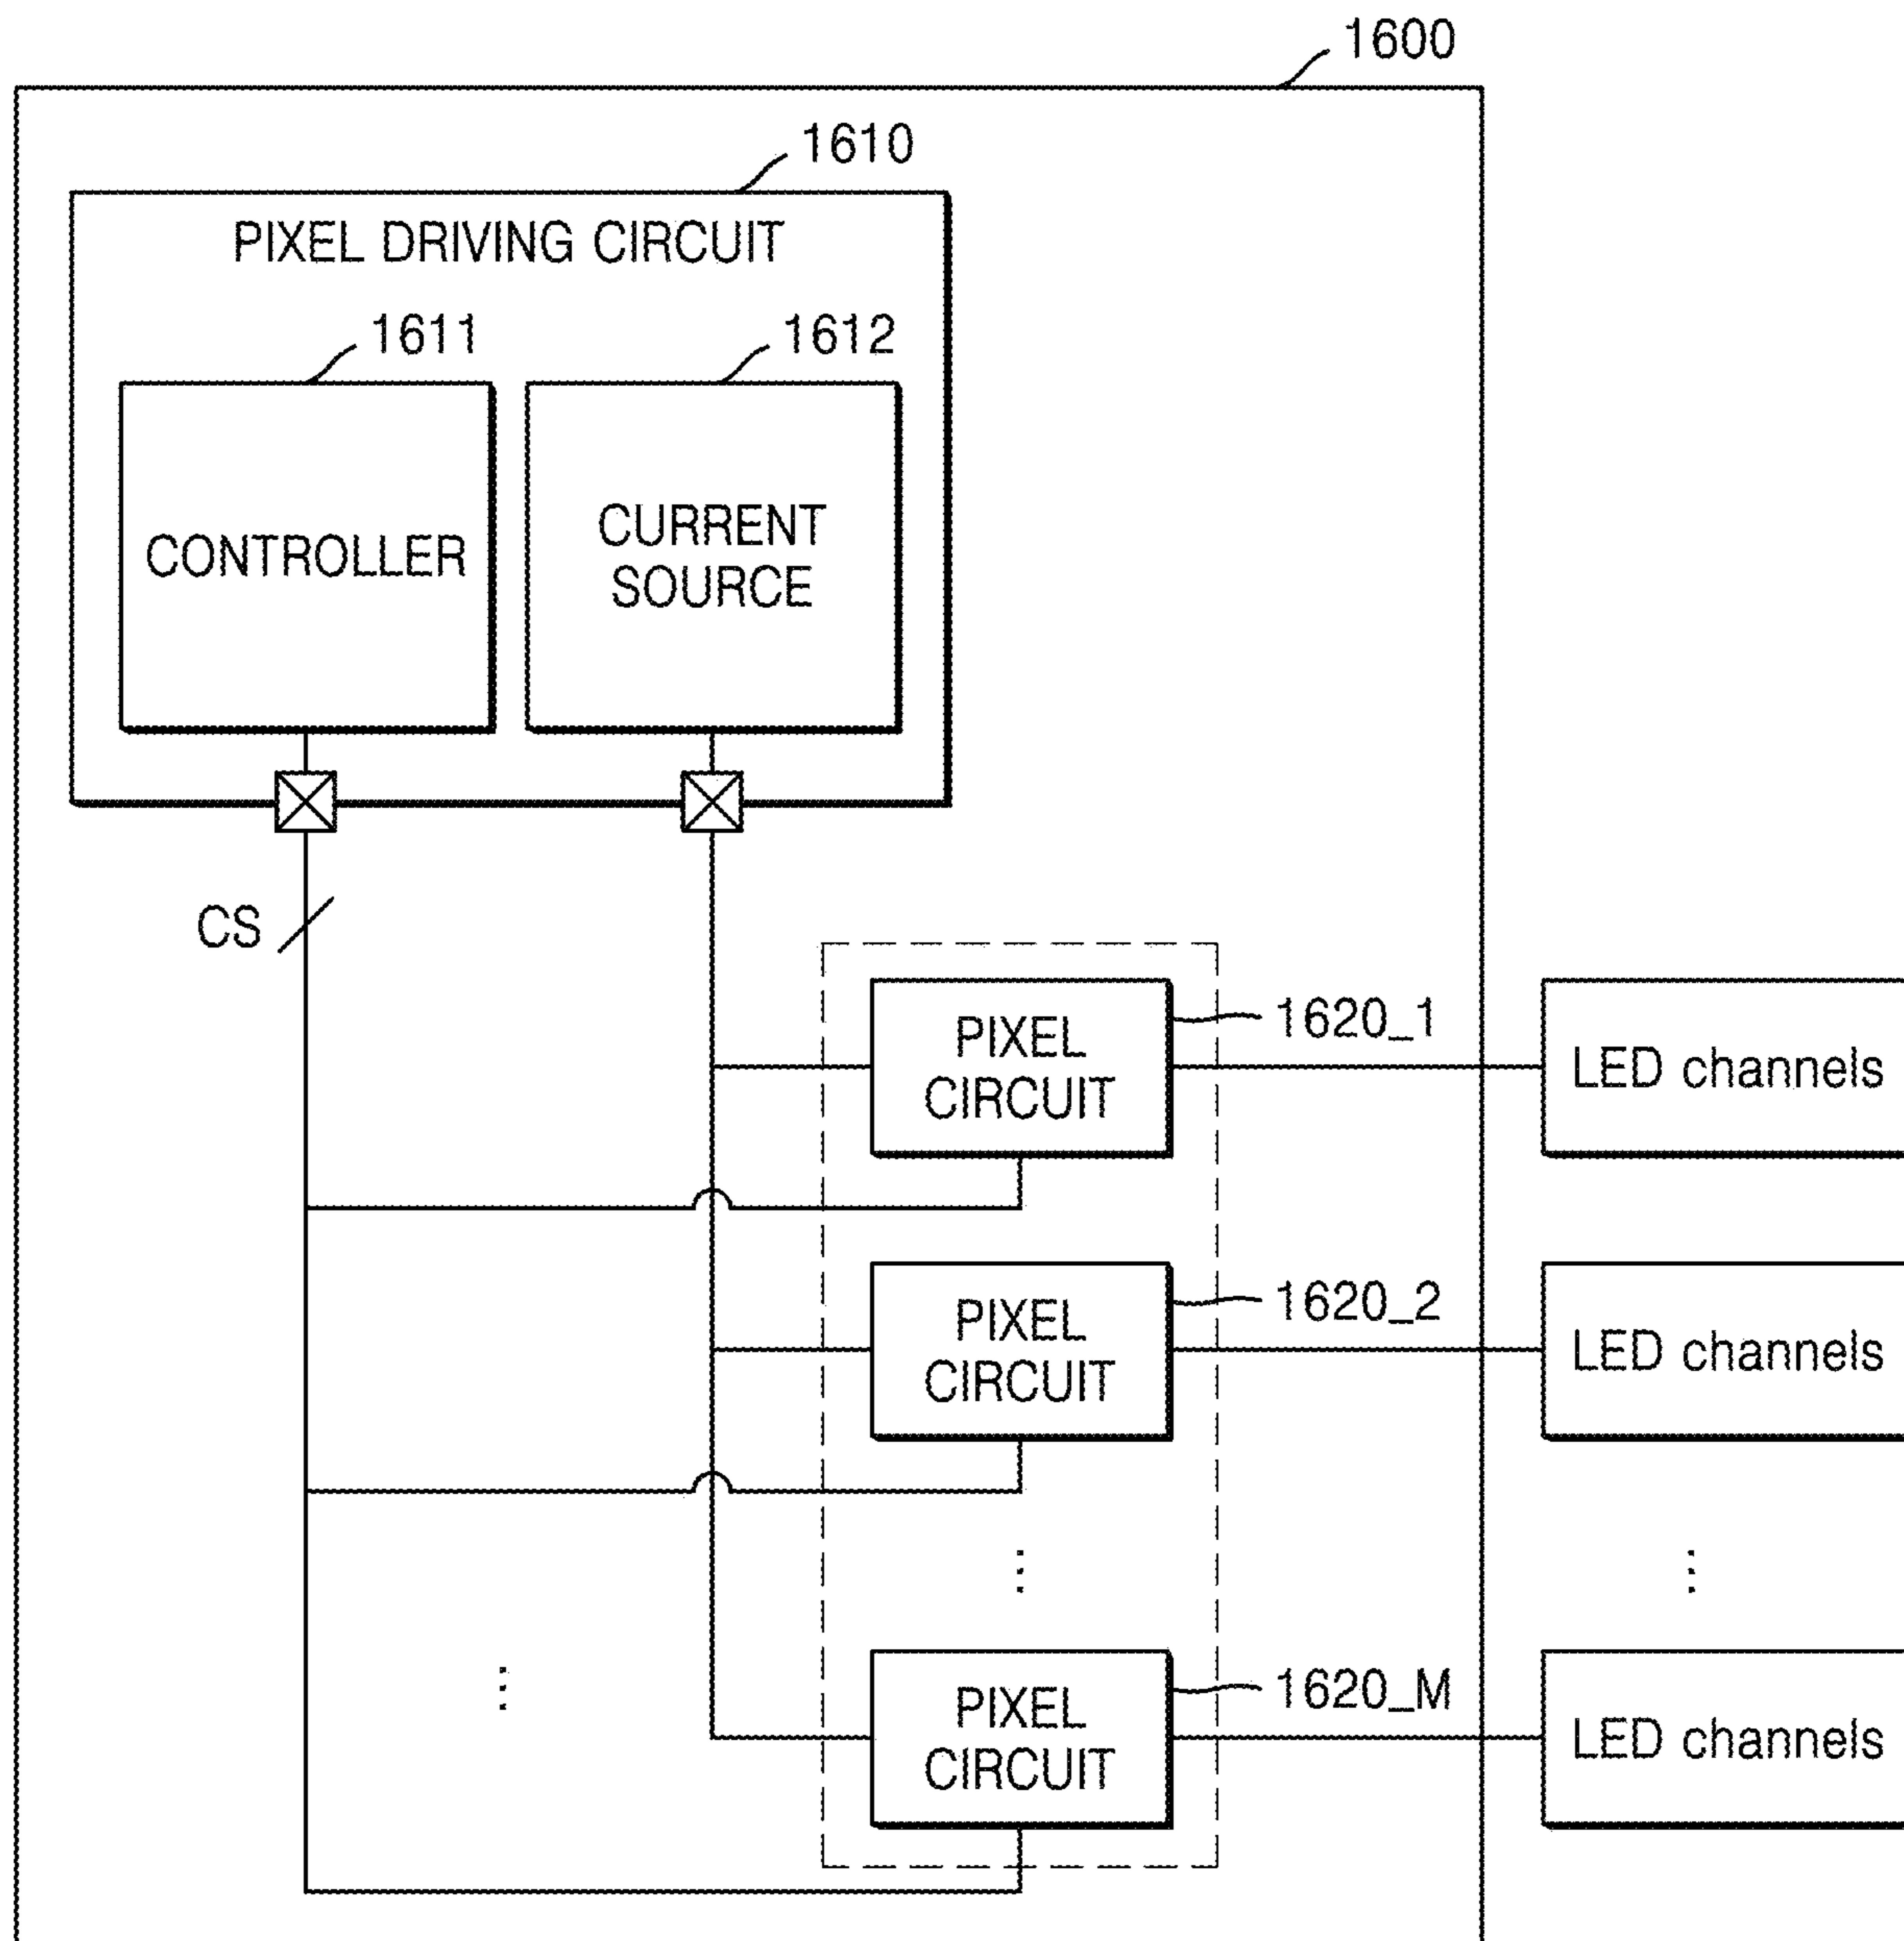 1600
1610
PIXEL DRIVING CIRCUIT
1611
1612
CONTROLLER
CURRENT
SOURCE
CS
PIXEL
CIRCUIT
1620_1
LED channels
PIXEL
CIRCUIT
1620_2
LED channels
PIXEL
CIRCUIT
1620_M
LED channels